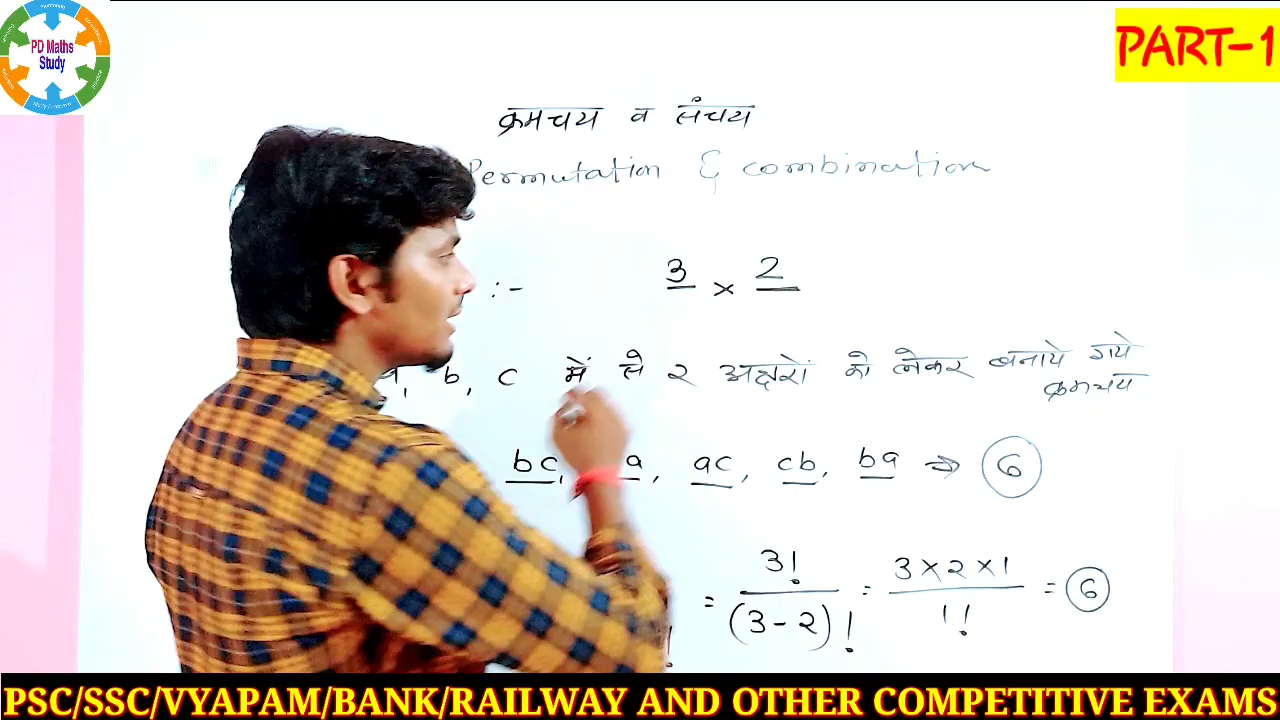 PD Maths
Study
PART-1
क्रमचय व संचय
Permutation & combination
:- 3 × 2
a, b, c में से २ अक्षरों को लेकर बनाये गये
क्रमचय
bc, a, ac, cb, ba ⇒ 6
= 3! / (3-2)! = 3×2×1 / 1! = 6
PSC/SSC/VYAPAM/BANK/RAILWAY AND OTHER COMPETITIVE EXAMS